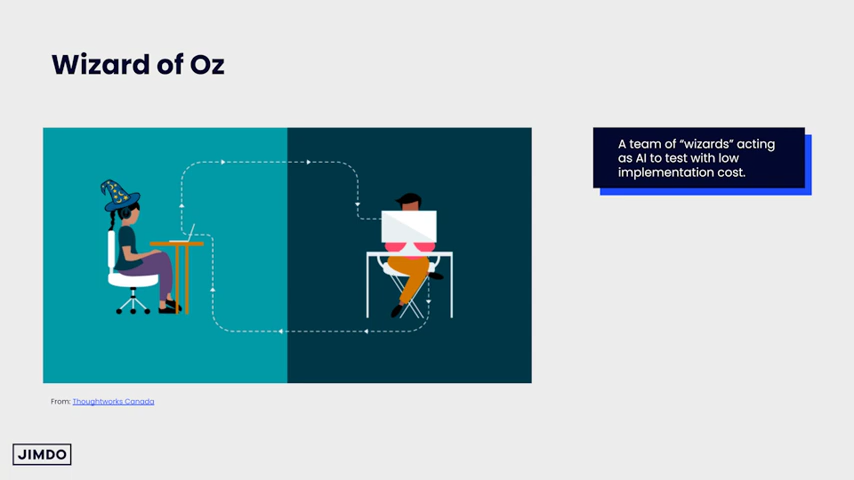 Wizard of Oz
A team of “wizards” acting
as AI to test with low
implementation cost.
From: Thoughtworks Canada
JIMDO